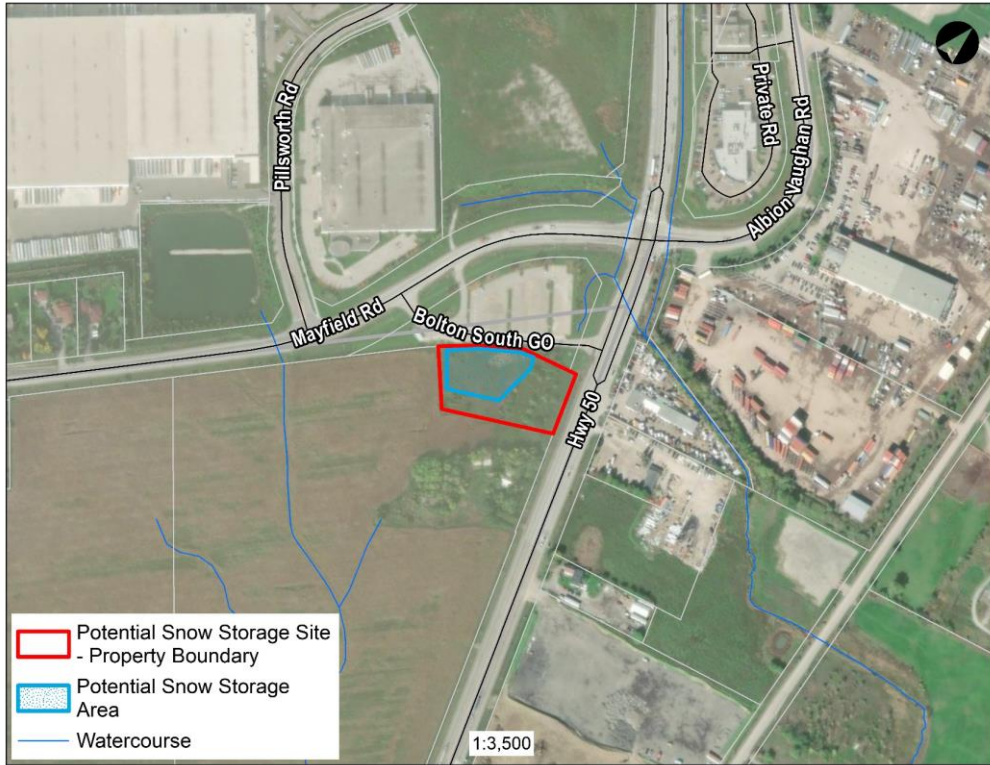 Pillsworth Rd
Private Rd
Albion Vaughan Rd
Mayfield Rd
Bolton South GO
Hwy 50
Potential Snow Storage Site
- Property Boundary
Potential Snow Storage
Area
Watercourse
1:3,500